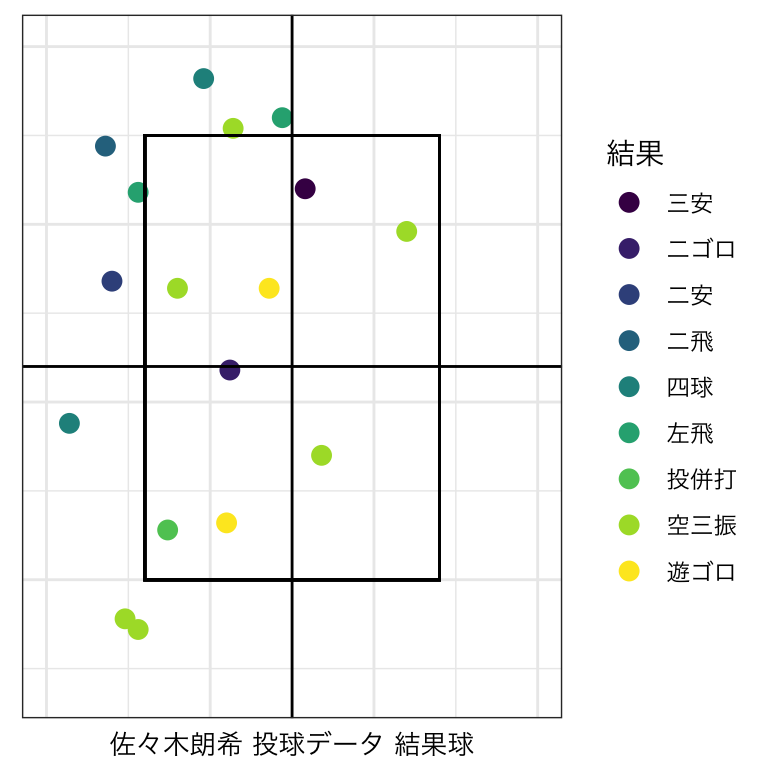 結果
三安
二ゴロ
二安
二飛
四球
左飛
投併打
空三振
遊ゴロ
佐々木朗希 投球データ 結果球